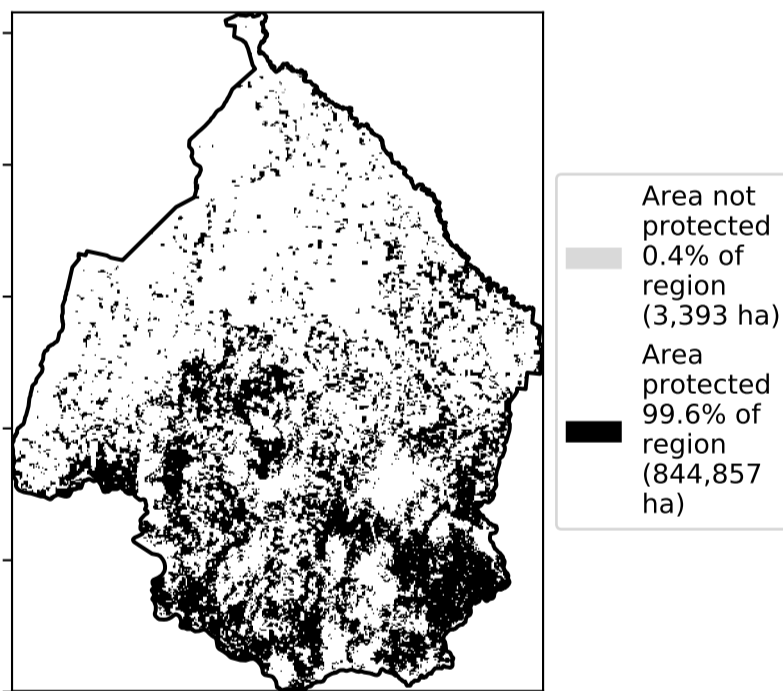 Area not
protected
0.4% of
region
(3,393 ha)
Area
protected
99.6% of
region
(844,857
ha)